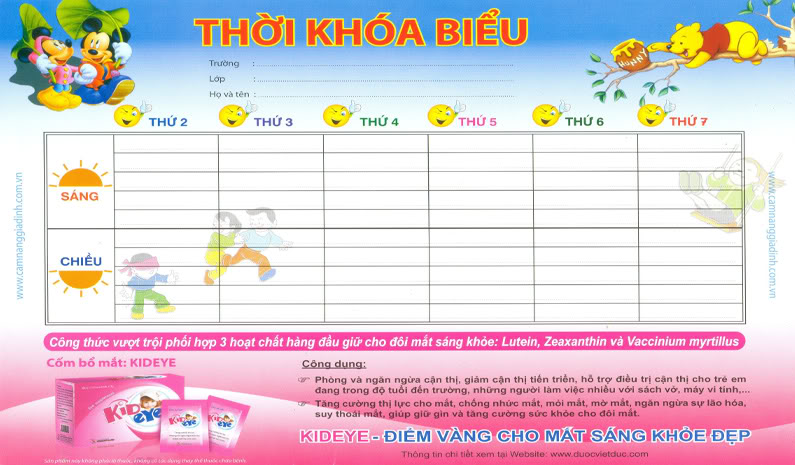 THỜI KHÓA BIỂU
HUNNY
Trường :
Lớp :
Họ và tên :
THỨ 2 THỨ 3 THỨ 4 THỨ 5 THỨ 6 THỨ 7
SÁNG
CHIỀU
www.camnanggiadinh.com.vn
www.camnanggiadinh.com.vn
Công thức vượt trội phối hợp 3 hoạt chất hàng đầu giữ cho đôi mắt sáng khỏe: Lutein, Zeaxanthin và Vaccinium myrtillus
Cốm bổ mắt: KIDEYE
Kideye
Công dụng:
Phòng và ngăn ngừa cận thị, giảm cận thị tiến triển, hỗ trợ điều trị cận thị cho trẻ em
đang trong độ tuổi đến trường, những người làm việc nhiều với sách vở, máy vi tính,...
Tăng cường thị lực cho mắt, chống nhức mắt, mỏi mắt, mờ mắt, ngăn ngừa sự lão hóa,
suy thoái mắt, giúp giữ gìn và tăng cường sức khỏe cho đôi mắt.
KIDEYE - ĐIỂM VÀNG CHO MẮT SÁNG KHỎE ĐẸP
Sản phẩm này không phải là thuốc, không có tác dụng thay thế thuốc chữa bệnh.
Thông tin chi tiết xem tại Website: www.duocvietduc.com